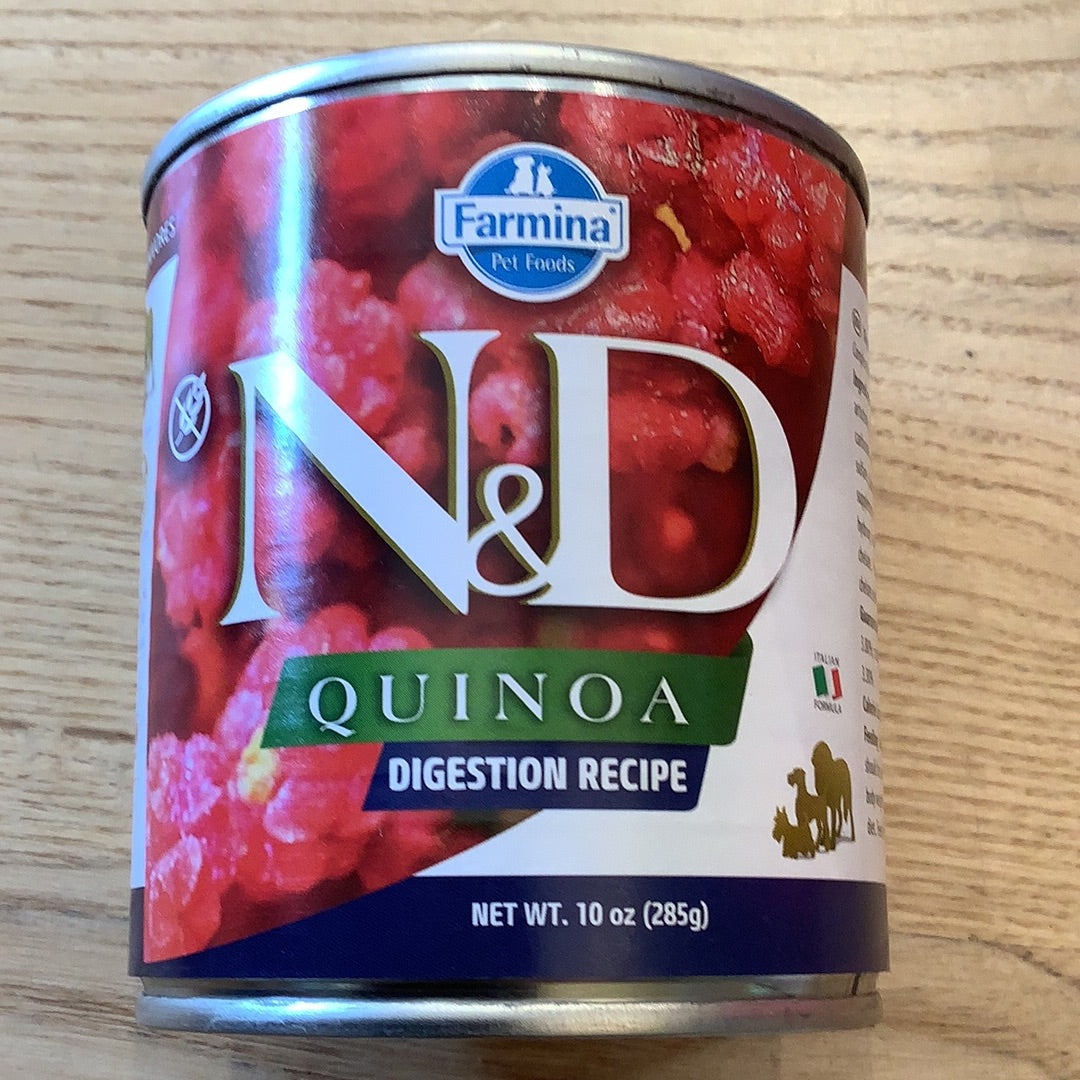 Farmina
Pet Foods
N&D
QUINOA
DIGESTION RECIPE
ITALIAN
FORMULA
NET WT. 10 oz (285g)